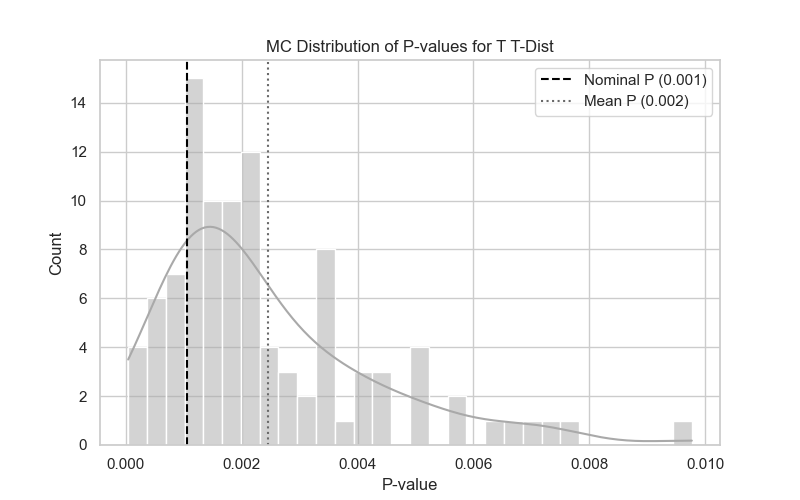 MC Distribution of P-values for T T-Dist
Nominal P (0.001)
Mean P (0.002)
14
12
10
8
6
4
2
0
Count
0.000
0.002
0.004
0.006
0.008
0.010
P-value